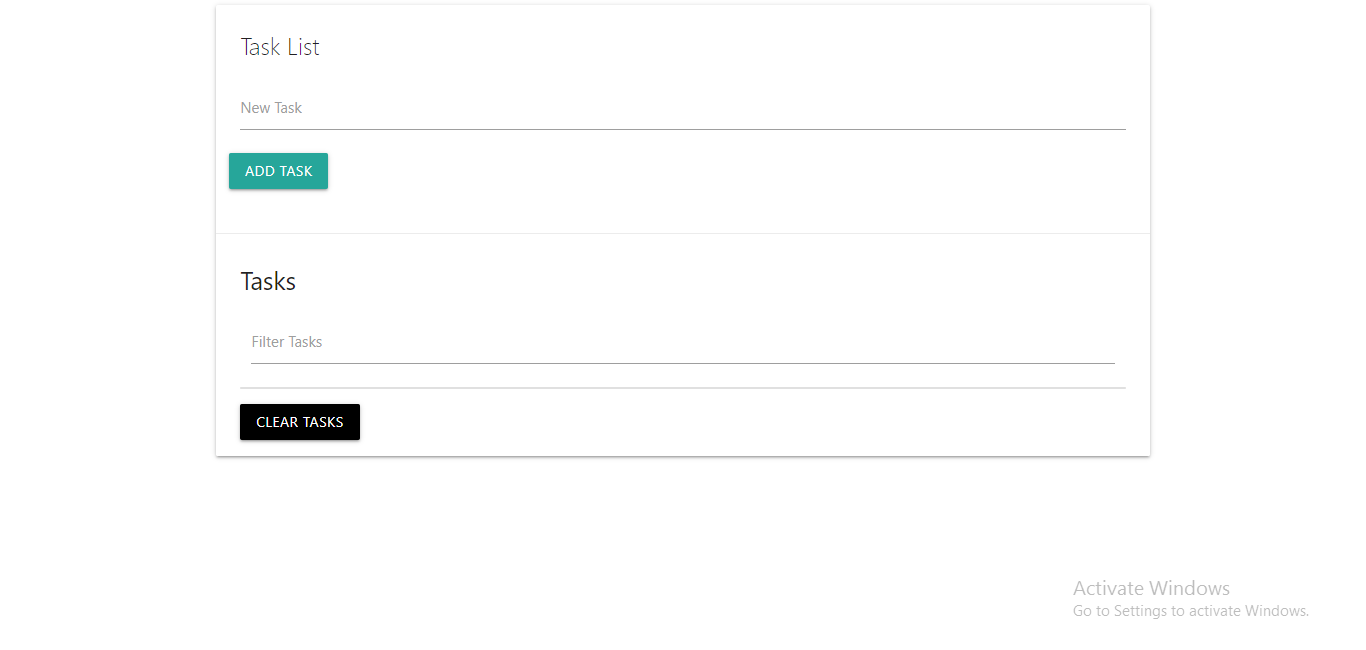 Task List
New Task
ADD TASK
Tasks
Filter Tasks
CLEAR TASKS
Activate Windows
Go to Settings to activate Windows.